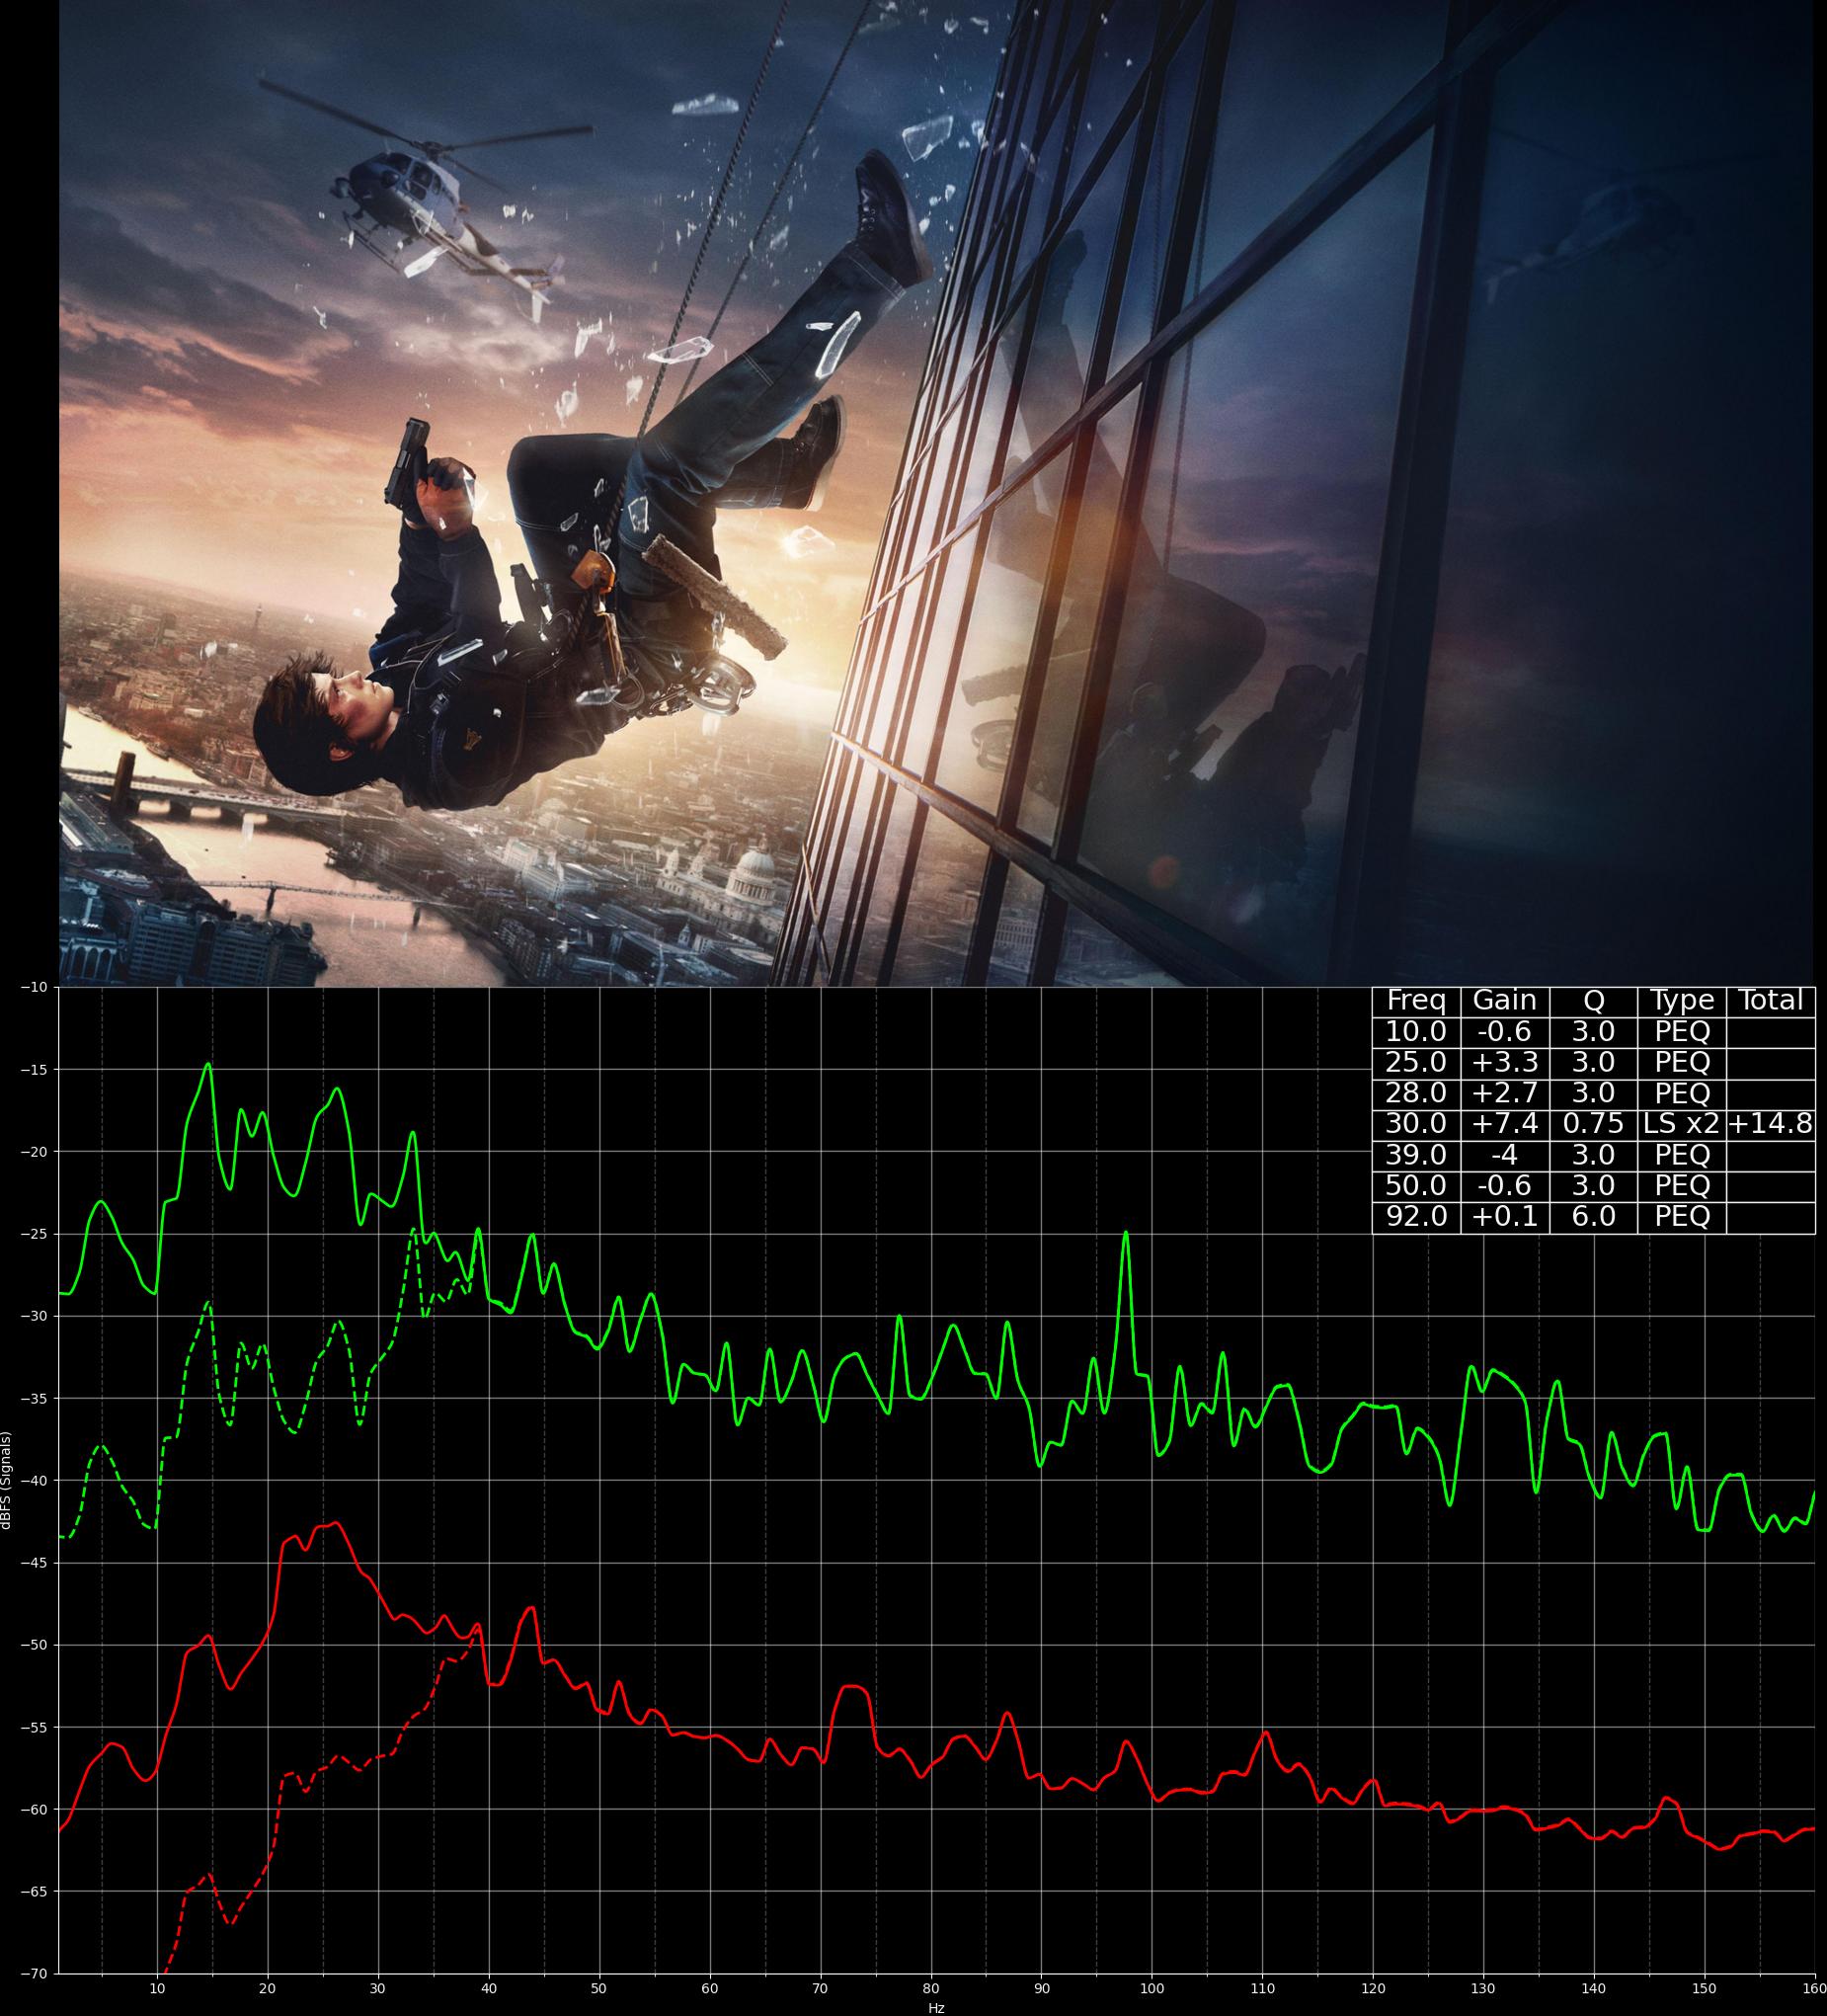 Freq Gain Q Type Total
10.0 -0.6 3.0 PEQ
25.0 +3.3 3.0 PEQ
28.0 +2.7 3.0 PEQ
30.0 +7.4 0.75 LS x2 +14.8
39.0 -4 3.0 PEQ
50.0 -0.6 3.0 PEQ
92.0 +0.1 6.0 PEQ
−10
−15
−20
−25
−30
−35
−40
−45
−50
−55
−60
−65
−70
dBFS (Signals)
10 20 30 40 50 60 70 80 90 100 110 120 130 140 150 160
Hz